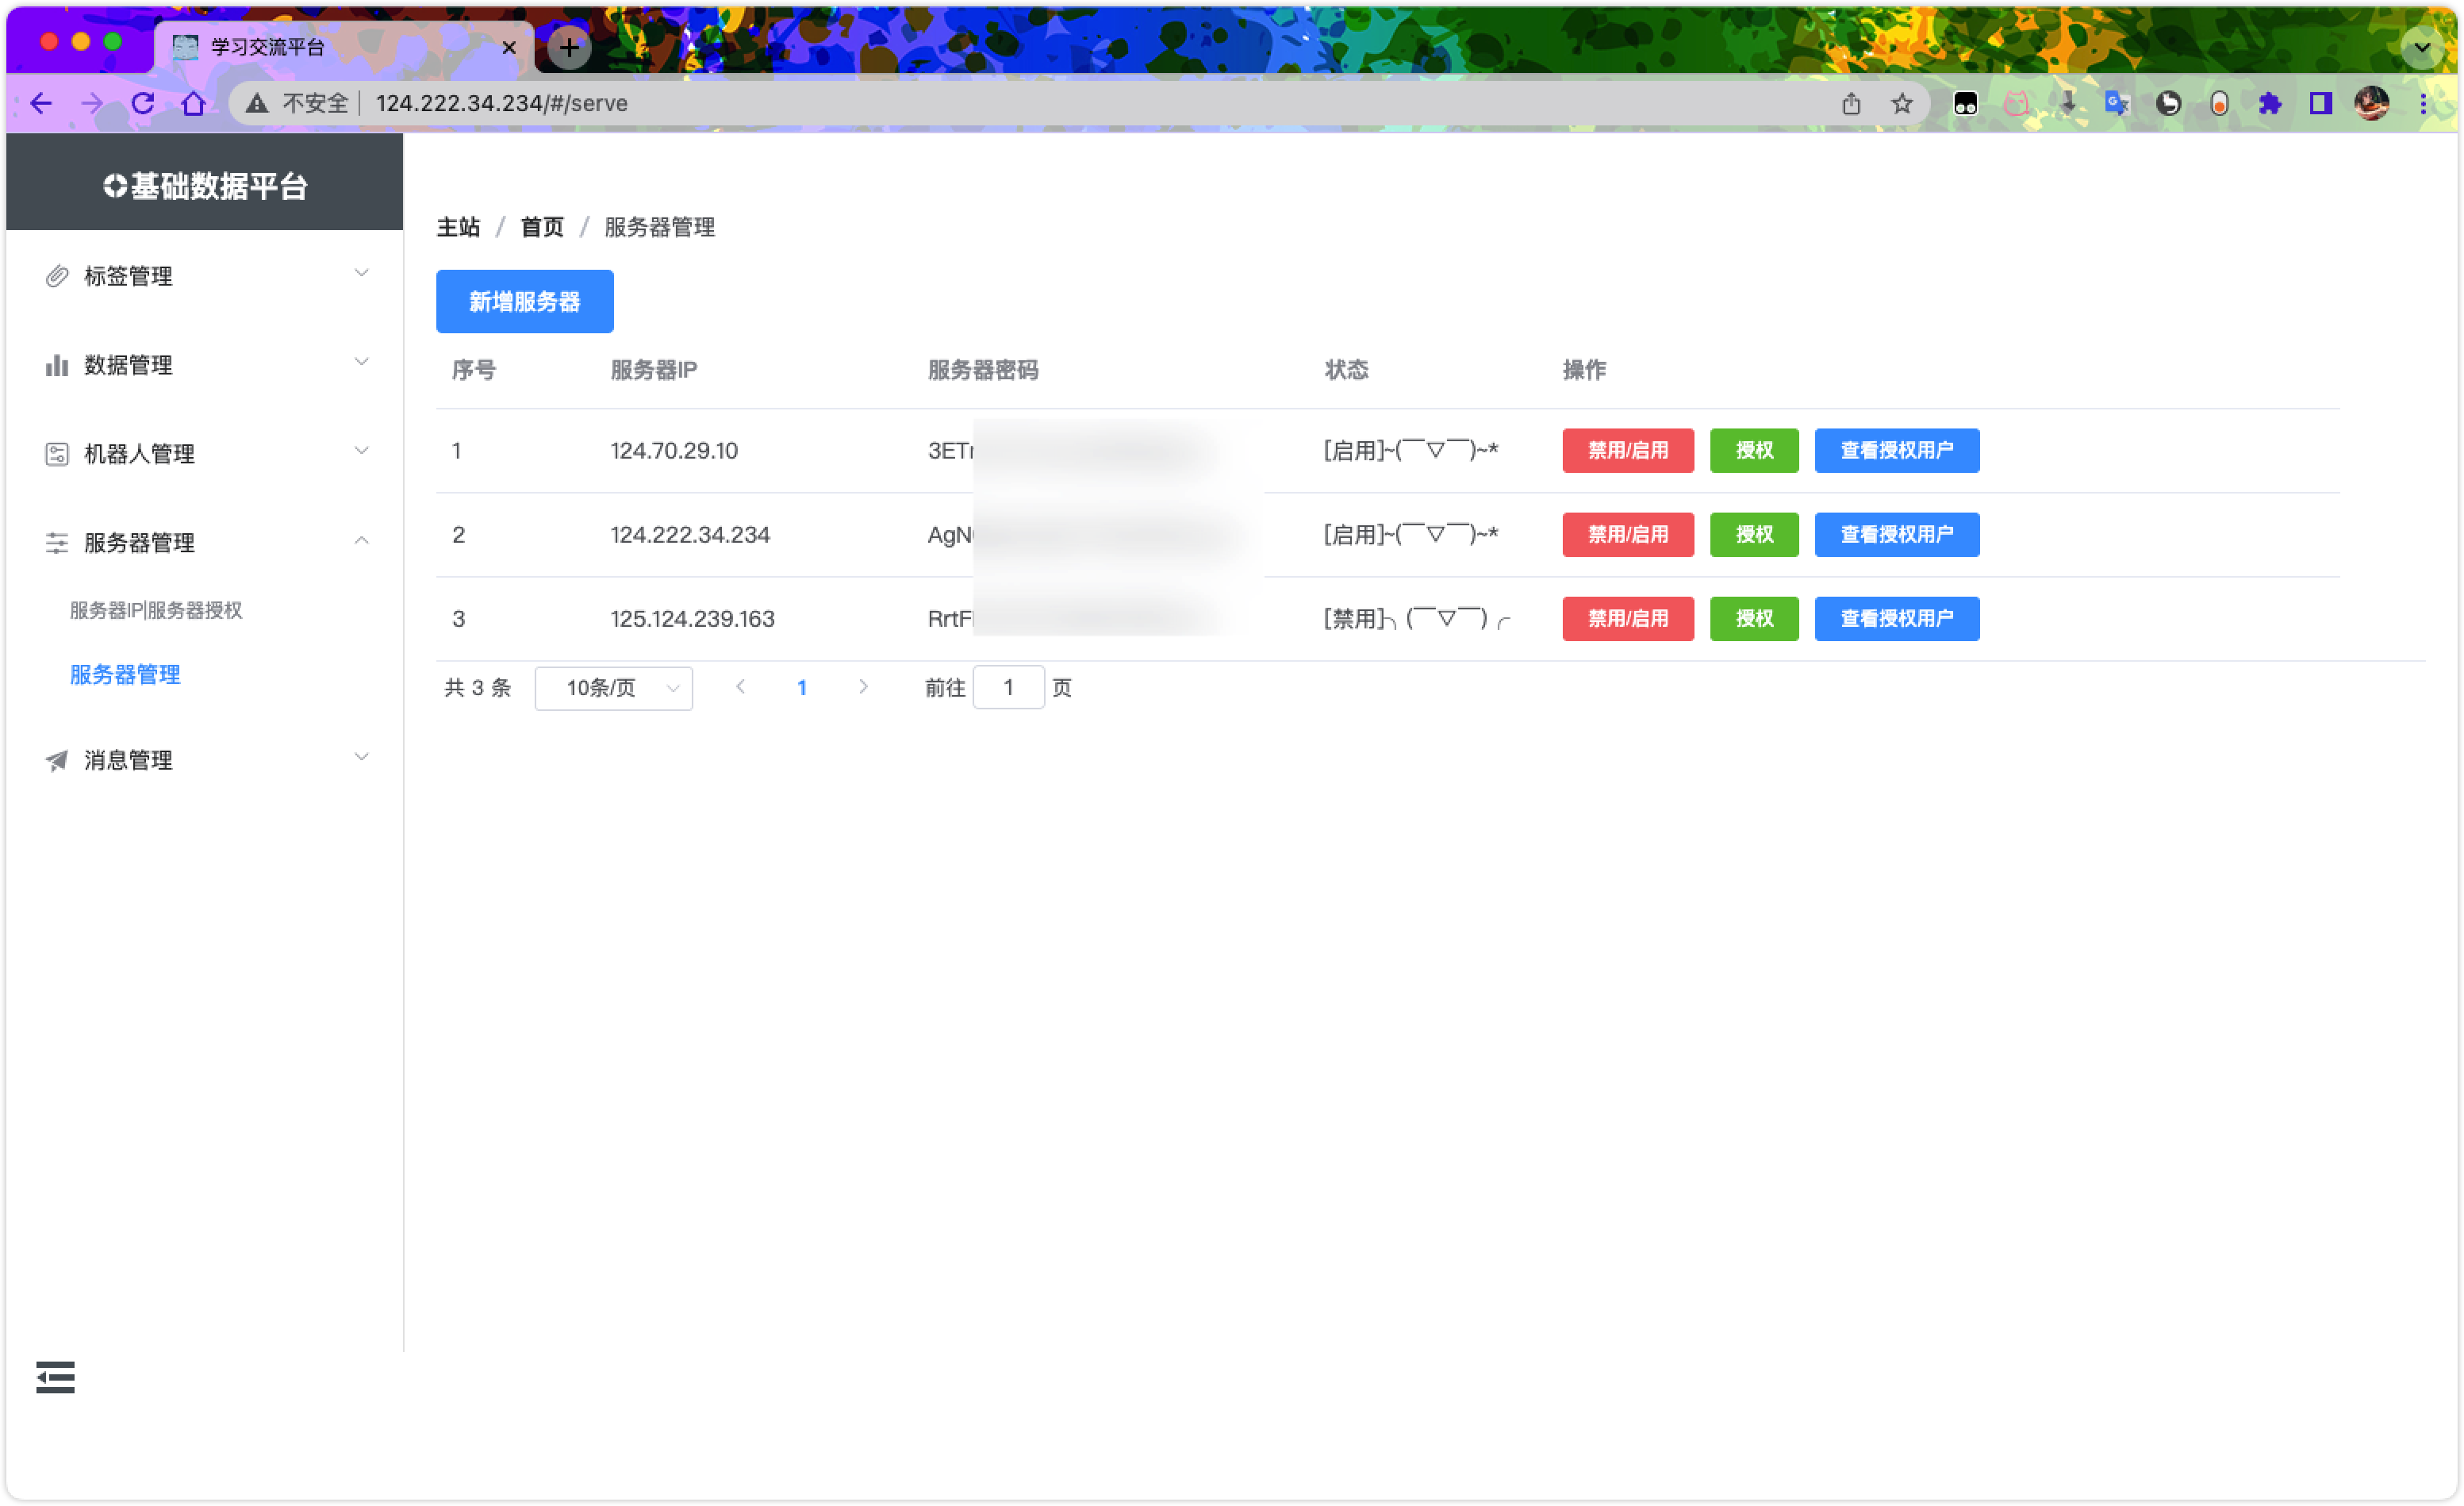 学习交流平台
不安全 124.222.34.234/#/serve
基础数据平台
主站 / 首页 / 服务器管理
标签管理
数据管理
机器人管理
服务器管理
服务器IP|服务器授权
服务器管理
消息管理
新增服务器
序号 服务器IP 服务器密码 状态 操作
1 124.70.29.10 3ET [启用]~(￣▽￣)~* 禁用/启用 授权 查看授权用户
2 124.222.34.234 AgN [启用]~(￣▽￣)~* 禁用/启用 授权 查看授权用户
3 125.124.239.163 RrtF [禁用]╮(￣▽￣)╭ 禁用/启用 授权 查看授权用户
共 3 条 10条/页 1 前往 1 页